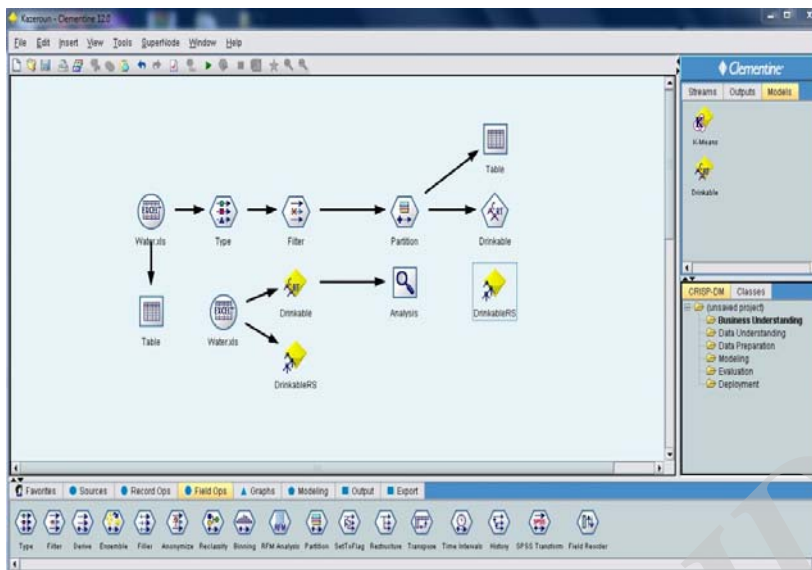 Kazeroun - Clementine 12.0
File Edit Insert View Tools SuperNode Window Help
Clementine
Streams Outputs Models
K-Means
Drinkable
Table
Water.xls Type Filter Partition Drinkable
Table Water.xls Drinkable Analysis DrinkableRS
DrinkableRS
CRISP-DM Classes
(unsaved project)
Business Understanding
Data Understanding
Data Preparation
Modeling
Evaluation
Deployment
Favorites Sources Record Ops Field Ops Graphs Modeling Output Export
Type Filter Derive Ensemble Filler Anonymize Reclassify Binning RFM Analysis Partition SetToFlag Restructure Transpose Time Intervals History SPSS Transform Field Reorder